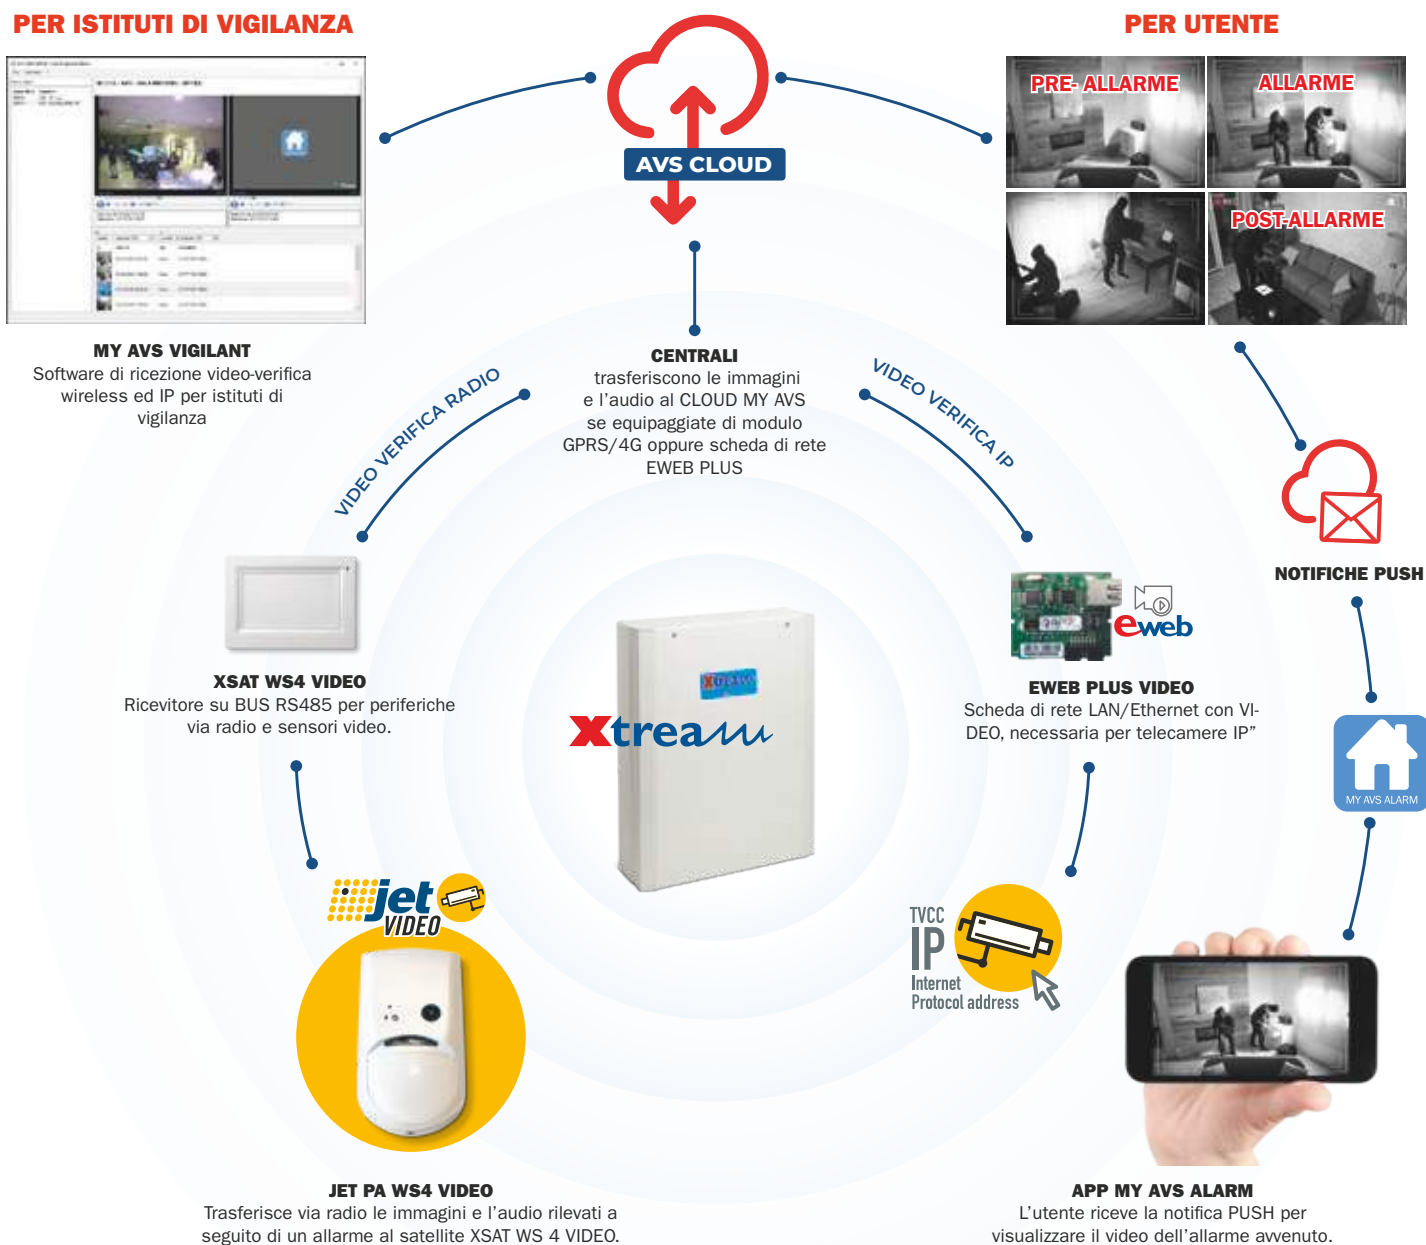 PER ISTITUTI DI VIGILANZA
PER UTENTE
PRE- ALLARME
ALLARME
POST-ALLARME
AVS CLOUD
MY AVS VIGILANT
Software di ricezione video-verifica
wireless ed IP per istituti di
vigilanza
CENTRALI
trasferiscono le immagini
e l'audio al CLOUD MY AVS
se equipaggiate di modulo
GPRS/4G oppure scheda di rete
EWEB PLUS
VIDEO VERIFICA RADIO
VIDEO VERIFICA IP
NOTIFICHE PUSH
XSAT WS4 VIDEO
Ricevitore su BUS RS485 per periferiche
via radio e sensori video.
eweb
EWEB PLUS VIDEO
Scheda di rete LAN/Ethernet con VI-
DEO, necessaria per telecamere IP”
Xtream
MY AVS ALARM
jet
VIDEO
TVCC
IP
Internet
Protocol address
JET PA WS4 VIDEO
Trasferisce via radio le immagini e l'audio rilevati a
seguito di un allarme al satellite XSAT WS 4 VIDEO.
APP MY AVS ALARM
L'utente riceve la notifica PUSH per
visualizzare il video dell'allarme avvenuto.